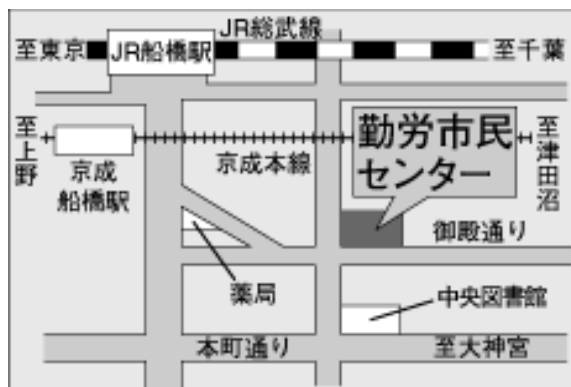 JR総武線
至東京
JR船橋駅
至千葉
至上野
京成
船橋駅
京成本線
勤労市民
センター
至津田沼
御殿通り
薬局
中央図書館
本町通り
至大神宮